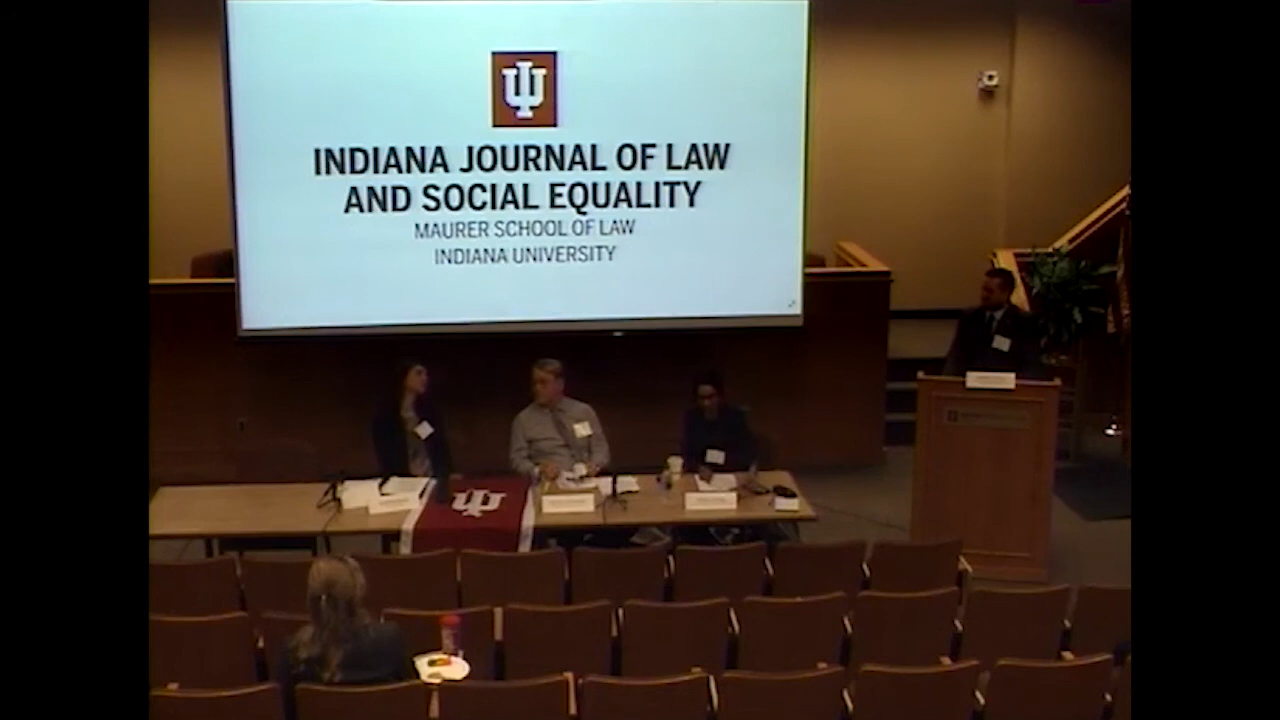 INDIANA JOURNAL OF LAW
AND SOCIAL EQUALITY
MAURER SCHOOL OF LAW
INDIANA UNIVERSITY